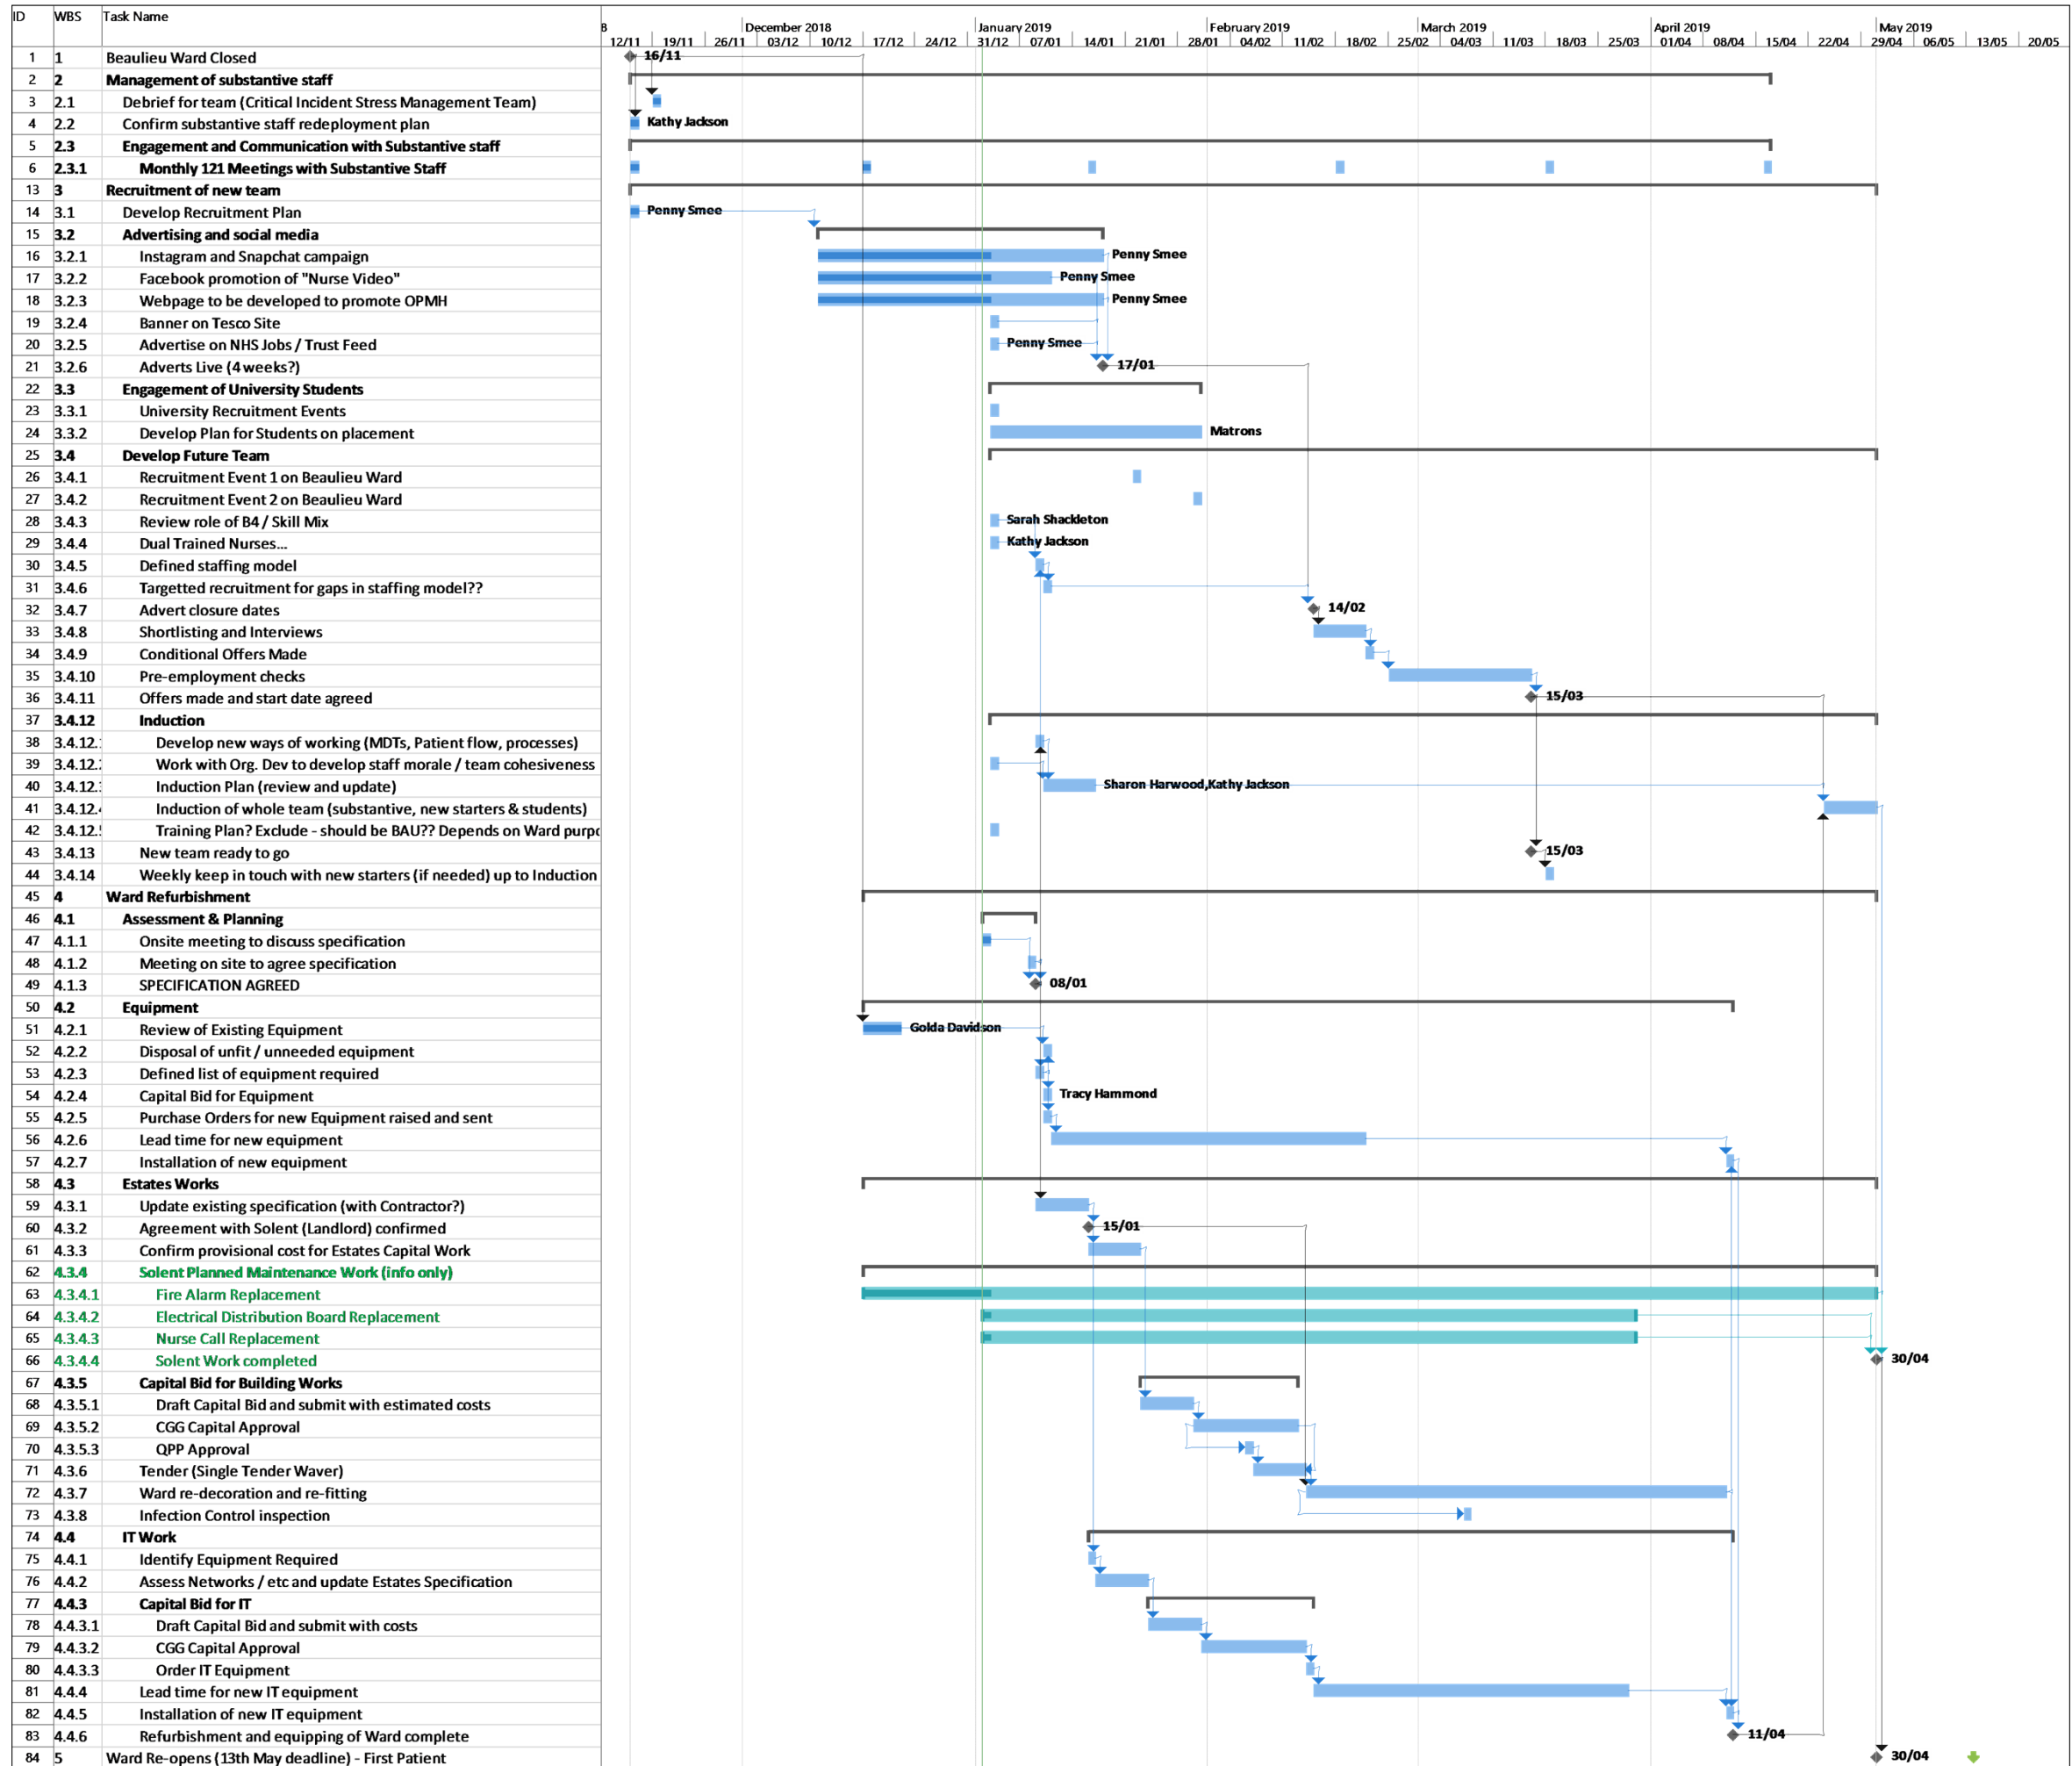 ID WBS Task Name
8 December 2018 January 2019 February 2019 March 2019 April 2019 May 2019
12/11 19/11 26/11 03/12 10/12 17/12 24/12 31/12 07/01 14/01 21/01 28/01 04/02 11/02 18/02 25/02 04/03 11/03 18/03 25/03 01/04 08/04 15/04 22/04 29/04 06/05 13/05 20/05
1 1 Beaulieu Ward Closed 16/11
2 2 Management of substantive staff
3 2.1 Debrief for team (Critical Incident Stress Management Team)
4 2.2 Confirm substantive staff redeployment plan Kathy Jackson
5 2.3 Engagement and Communication with Substantive staff
6 2.3.1 Monthly 121 Meetings with Substantive Staff
13 3 Recruitment of new team
14 3.1 Develop Recruitment Plan Penny Smee
15 3.2 Advertising and social media
16 3.2.1 Instagram and Snapchat campaign Penny Smee
17 3.2.2 Facebook promotion of "Nurse Video" Penny Smee
18 3.2.3 Webpage to be developed to promote OPMH Penny Smee
19 3.2.4 Banner on Tesco Site
20 3.2.5 Advertise on NHS Jobs / Trust Feed Penny Smee
21 3.2.6 Adverts Live (4 weeks?) 17/01
22 3.3 Engagement of University Students
23 3.3.1 University Recruitment Events
24 3.3.2 Develop Plan for Students on placement Matrons
25 3.4 Develop Future Team
26 3.4.1 Recruitment Event 1 on Beaulieu Ward
27 3.4.2 Recruitment Event 2 on Beaulieu Ward
28 3.4.3 Review role of B4 / Skill Mix Sarah Shackleton
29 3.4.4 Dual Trained Nurses... Kathy Jackson
30 3.4.5 Defined staffing model
31 3.4.6 Targetted recruitment for gaps in staffing model??
32 3.4.7 Advert closure dates 14/02
33 3.4.8 Shortlisting and Interviews
34 3.4.9 Conditional Offers Made
35 3.4.10 Pre-employment checks
36 3.4.11 Offers made and start date agreed 15/03
37 3.4.12 Induction
38 3.4.12. Develop new ways of working (MDTs, Patient flow, processes)
39 3.4.12. Work with Org. Dev to develop staff morale / team cohesiveness
40 3.4.12. Induction Plan (review and update) Sharon Harwood,Kathy Jackson
41 3.4.12. Induction of whole team (substantive, new starters & students)
42 3.4.12. Training Plan? Exclude - should be BAU?? Depends on Ward purpo
43 3.4.13 New team ready to go 15/03
44 3.4.14 Weekly keep in touch with new starters (if needed) up to Induction
45 4 Ward Refurbishment
46 4.1 Assessment & Planning
47 4.1.1 Onsite meeting to discuss specification
48 4.1.2 Meeting on site to agree specification
49 4.1.3 SPECIFICATION AGREED 08/01
50 4.2 Equipment
51 4.2.1 Review of Existing Equipment Golda Davidson
52 4.2.2 Disposal of unfit / unneeded equipment
53 4.2.3 Defined list of equipment required
54 4.2.4 Capital Bid for Equipment Tracy Hammond
55 4.2.5 Purchase Orders for new Equipment raised and sent
56 4.2.6 Lead time for new equipment
57 4.2.7 Installation of new equipment
58 4.3 Estates Works
59 4.3.1 Update existing specification (with Contractor?)
60 4.3.2 Agreement with Solent (Landlord) confirmed 15/01
61 4.3.3 Confirm provisional cost for Estates Capital Work
62 4.3.4 Solent Planned Maintenance Work (info only)
63 4.3.4.1 Fire Alarm Replacement
64 4.3.4.2 Electrical Distribution Board Replacement
65 4.3.4.3 Nurse Call Replacement
66 4.3.4.4 Solent Work completed 30/04
67 4.3.5 Capital Bid for Building Works
68 4.3.5.1 Draft Capital Bid and submit with estimated costs
69 4.3.5.2 CGG Capital Approval
70 4.3.5.3 QPP Approval
71 4.3.6 Tender (Single Tender Waver)
72 4.3.7 Ward re-decoration and re-fitting
73 4.3.8 Infection Control inspection
74 4.4 IT Work
75 4.4.1 Identify Equipment Required
76 4.4.2 Assess Networks / etc and update Estates Specification
77 4.4.3 Capital Bid for IT
78 4.4.3.1 Draft Capital Bid and submit with costs
79 4.4.3.2 CGG Capital Approval
80 4.4.3.3 Order IT Equipment
81 4.4.4 Lead time for new IT equipment
82 4.4.5 Installation of new IT equipment
83 4.4.6 Refurbishment and equipping of Ward complete 11/04
84 5 Ward Re-opens (13th May deadline) - First Patient 30/04